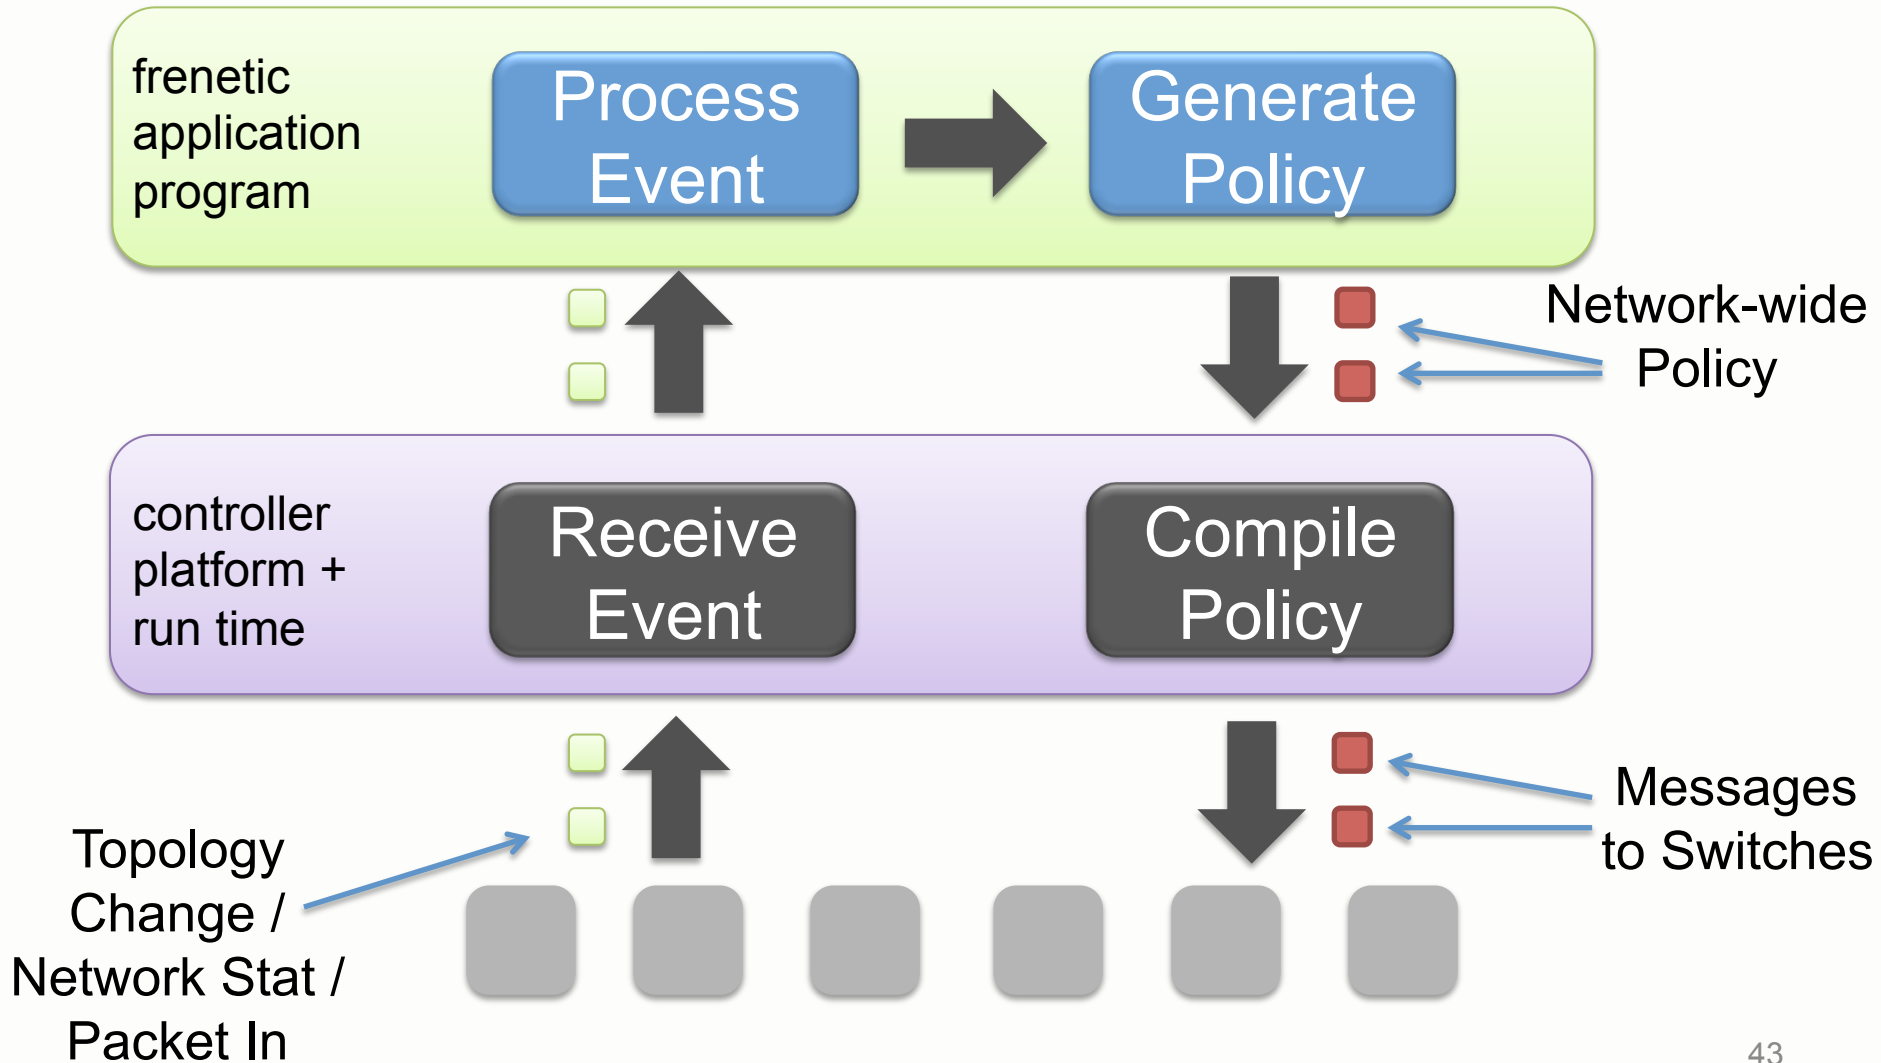 frenetic
application
program
Process
Event
Generate
Policy
Network-wide
Policy
controller
platform +
run time
Receive
Event
Compile
Policy
Messages
to Switches
Topology
Change /
Network Stat /
Packet In
43